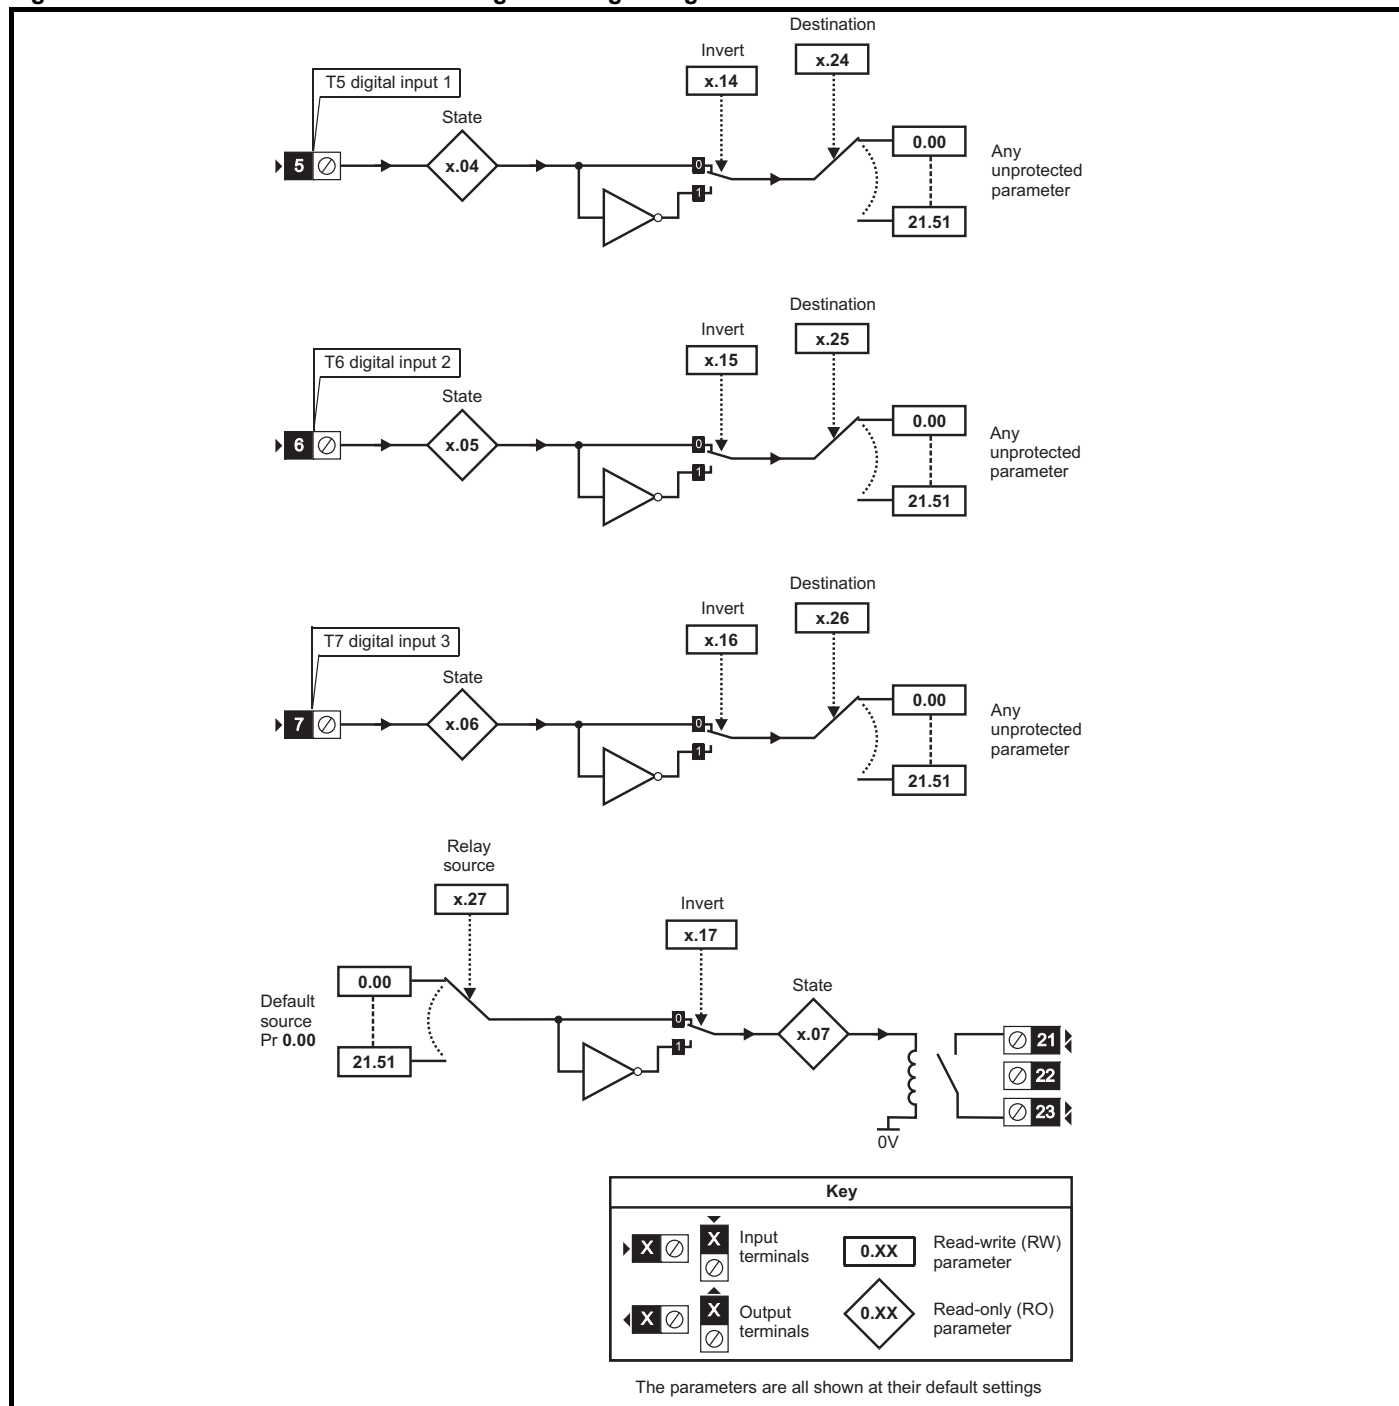 Destination
Invert
x.24
x.14
T5 digital input 1
State
0
5
x.04
1
0.00
21.51
Any
unprotected
parameter
Destination
Invert
x.25
x.15
T6 digital input 2
State
0
6
x.05
1
0.00
21.51
Any
unprotected
parameter
Destination
Invert
x.26
x.16
T7 digital input 3
State
0
7
x.06
1
0.00
21.51
Any
unprotected
parameter
Relay
source
x.27
Invert
x.17
Default
source
Pr 0.00
0.00
21.51
0
1
State
x.07
0V
21
22
23
Key
X
X
Input
terminals
0.XX
Read-write (RW)
parameter
X
X
Output
terminals
0.XX
Read-only (RO)
parameter
The parameters are all shown at their default settings